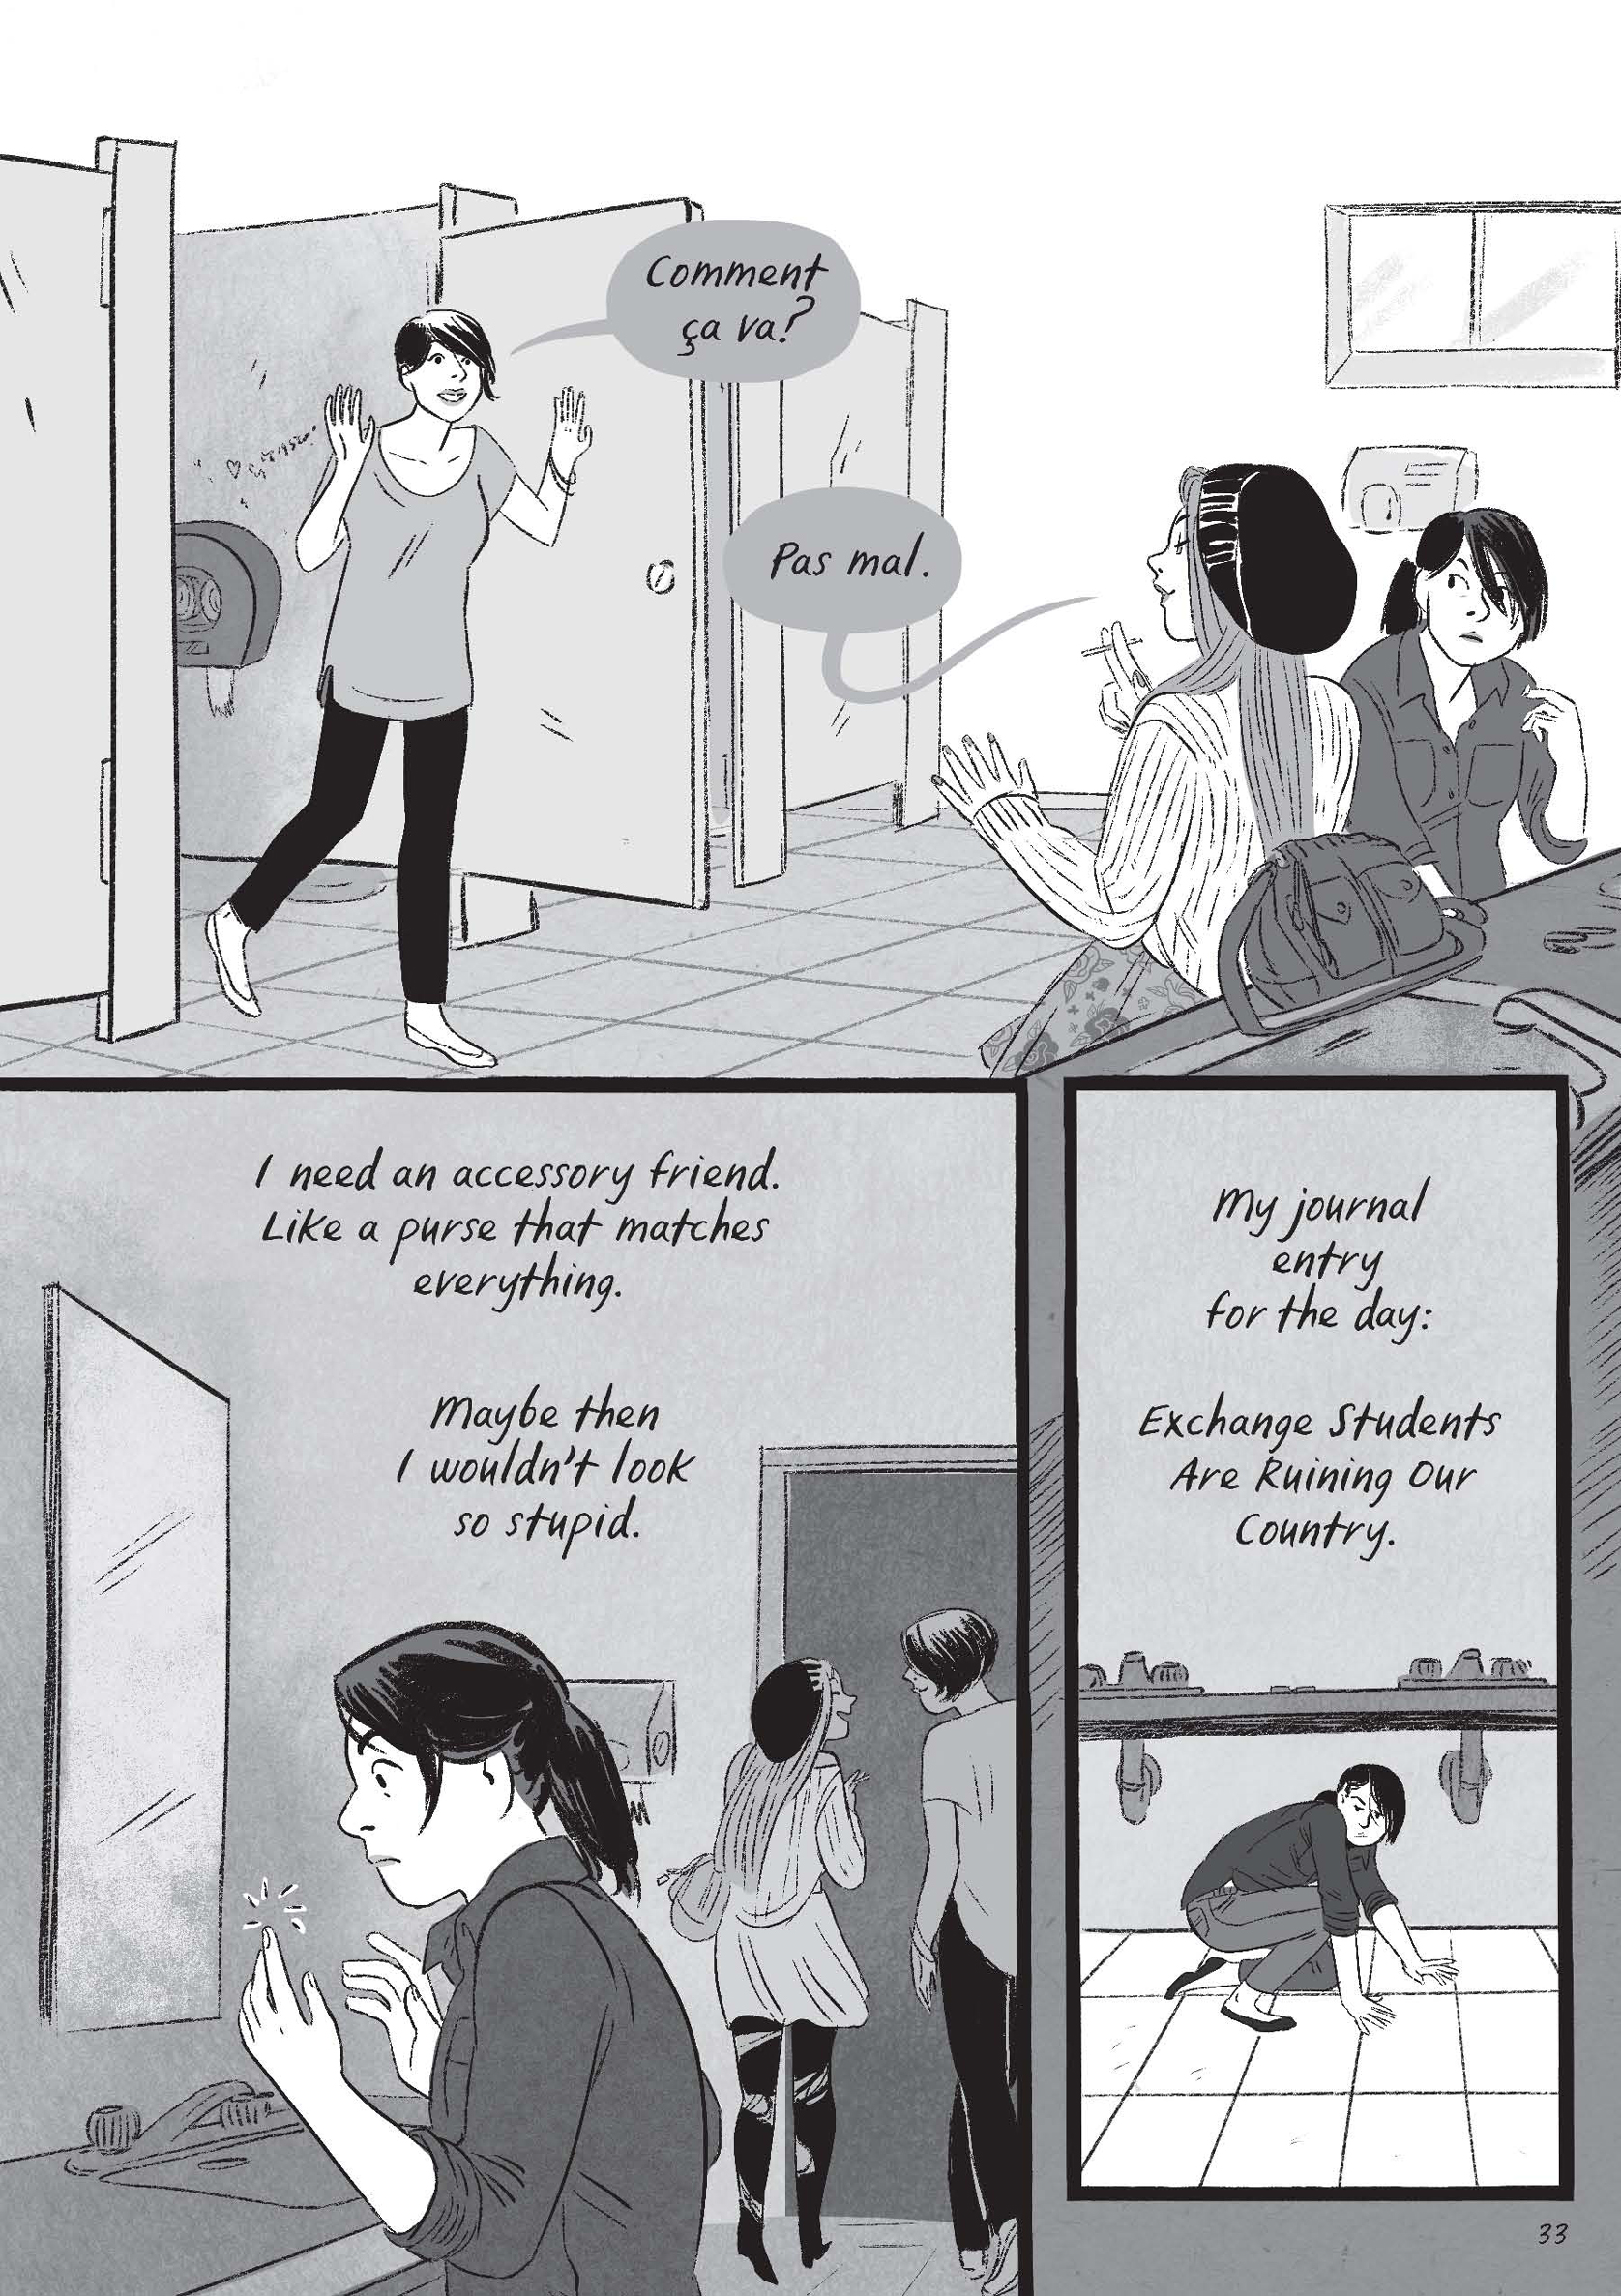 Comment
ça va?
Pas mal.
I need an accessory friend.
Like a purse that matches
everything.
Maybe then
I wouldn't look
so stupid.
My journal
entry
for the day:
Exchange Students
Are Ruining Our
Country.
33